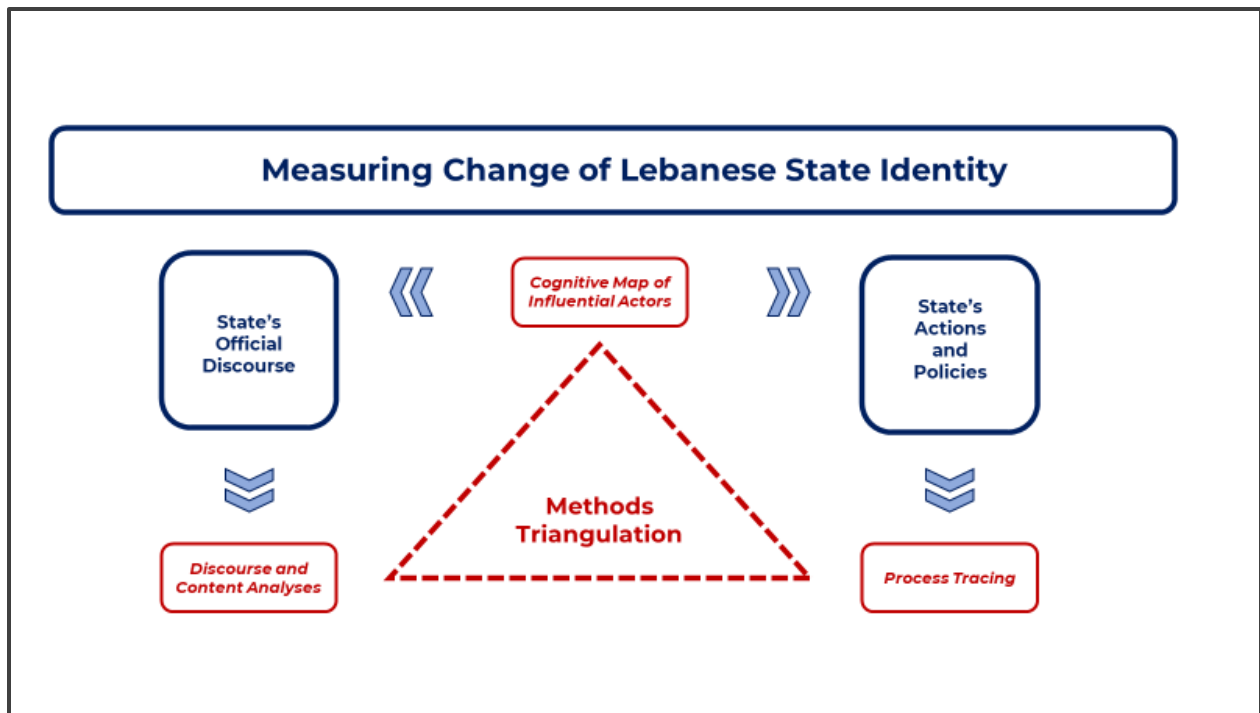 Measuring Change of Lebanese State Identity
State's
Official
Discourse
Cognitive Map of
Influential Actors
State's
Actions
and
Policies
Methods
Triangulation
Discourse and
Content Analyses
Process Tracing